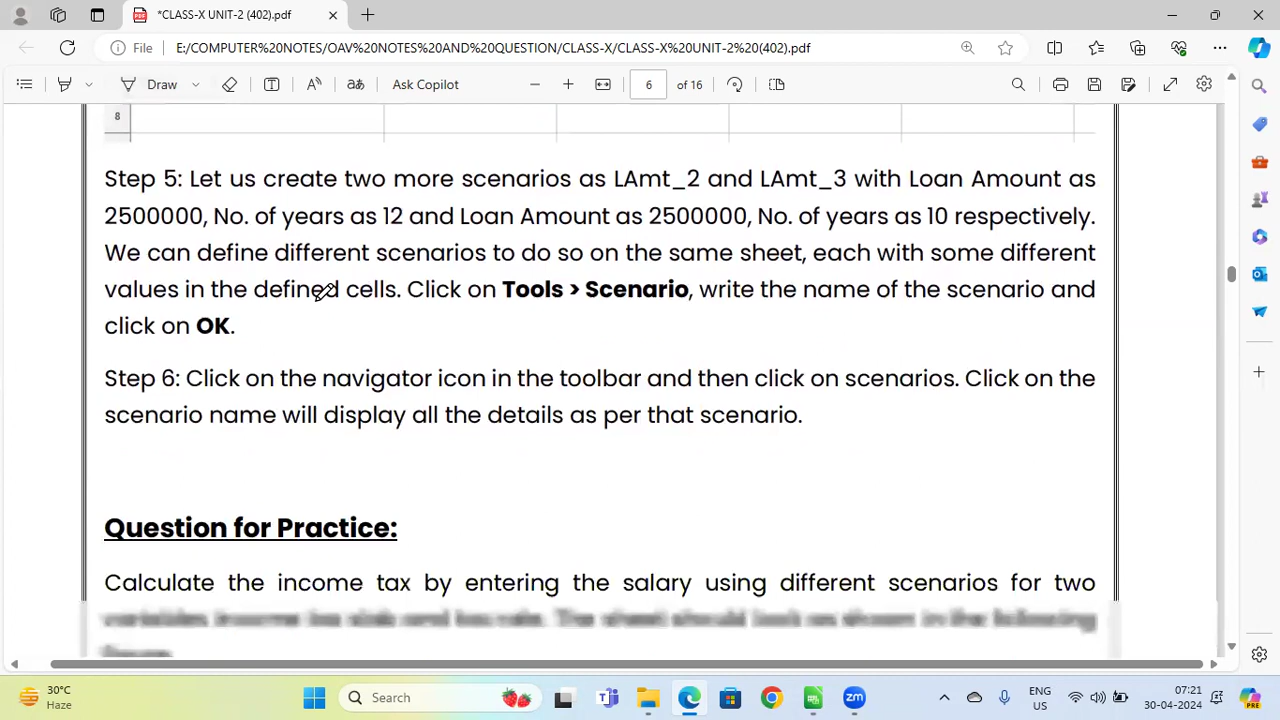 *CLASS-X UNIT-2 (402).pdf
File E:/COMPUTER%20NOTES/OAV%20NOTES%20AND%20QUESTION/CLASS-X/CLASS-X%20UNIT-2%20(402).pdf
Draw Ask Copilot 6 of 16
8
Step 5: Let us create two more scenarios as LAmt_2 and LAmt_3 with Loan Amount as
2500000, No. of years as 12 and Loan Amount as 2500000, No. of years as 10 respectively.
We can define different scenarios to do so on the same sheet, each with some different
values in the defined cells. Click on Tools > Scenario, write the name of the scenario and
click on OK.
Step 6: Click on the navigator icon in the toolbar and then click on scenarios. Click on the
scenario name will display all the details as per that scenario.
Question for Practice:
Calculate the income tax by entering the salary using different scenarios for two
30°C
Haze
Search
ENG
US
07:21
30-04-2024